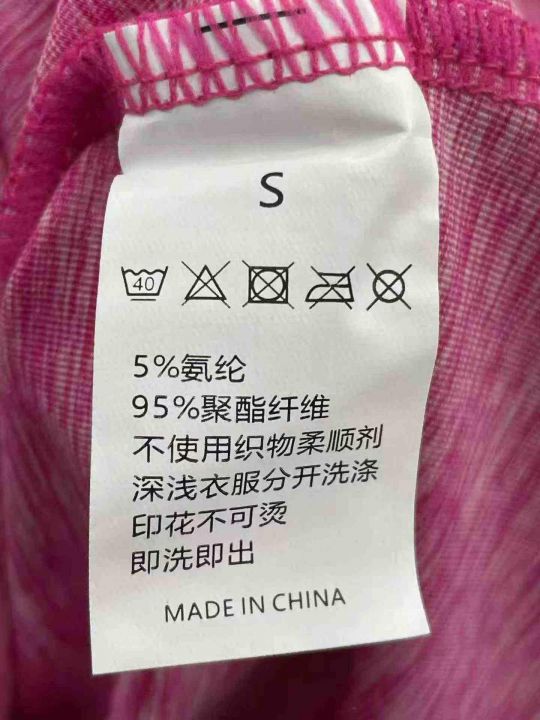 S
40
5%氨纶
95%聚酯纤维
不使用织物柔顺剂
深浅衣服分开洗涤
印花不可烫
即洗即出
MADE IN CHINA